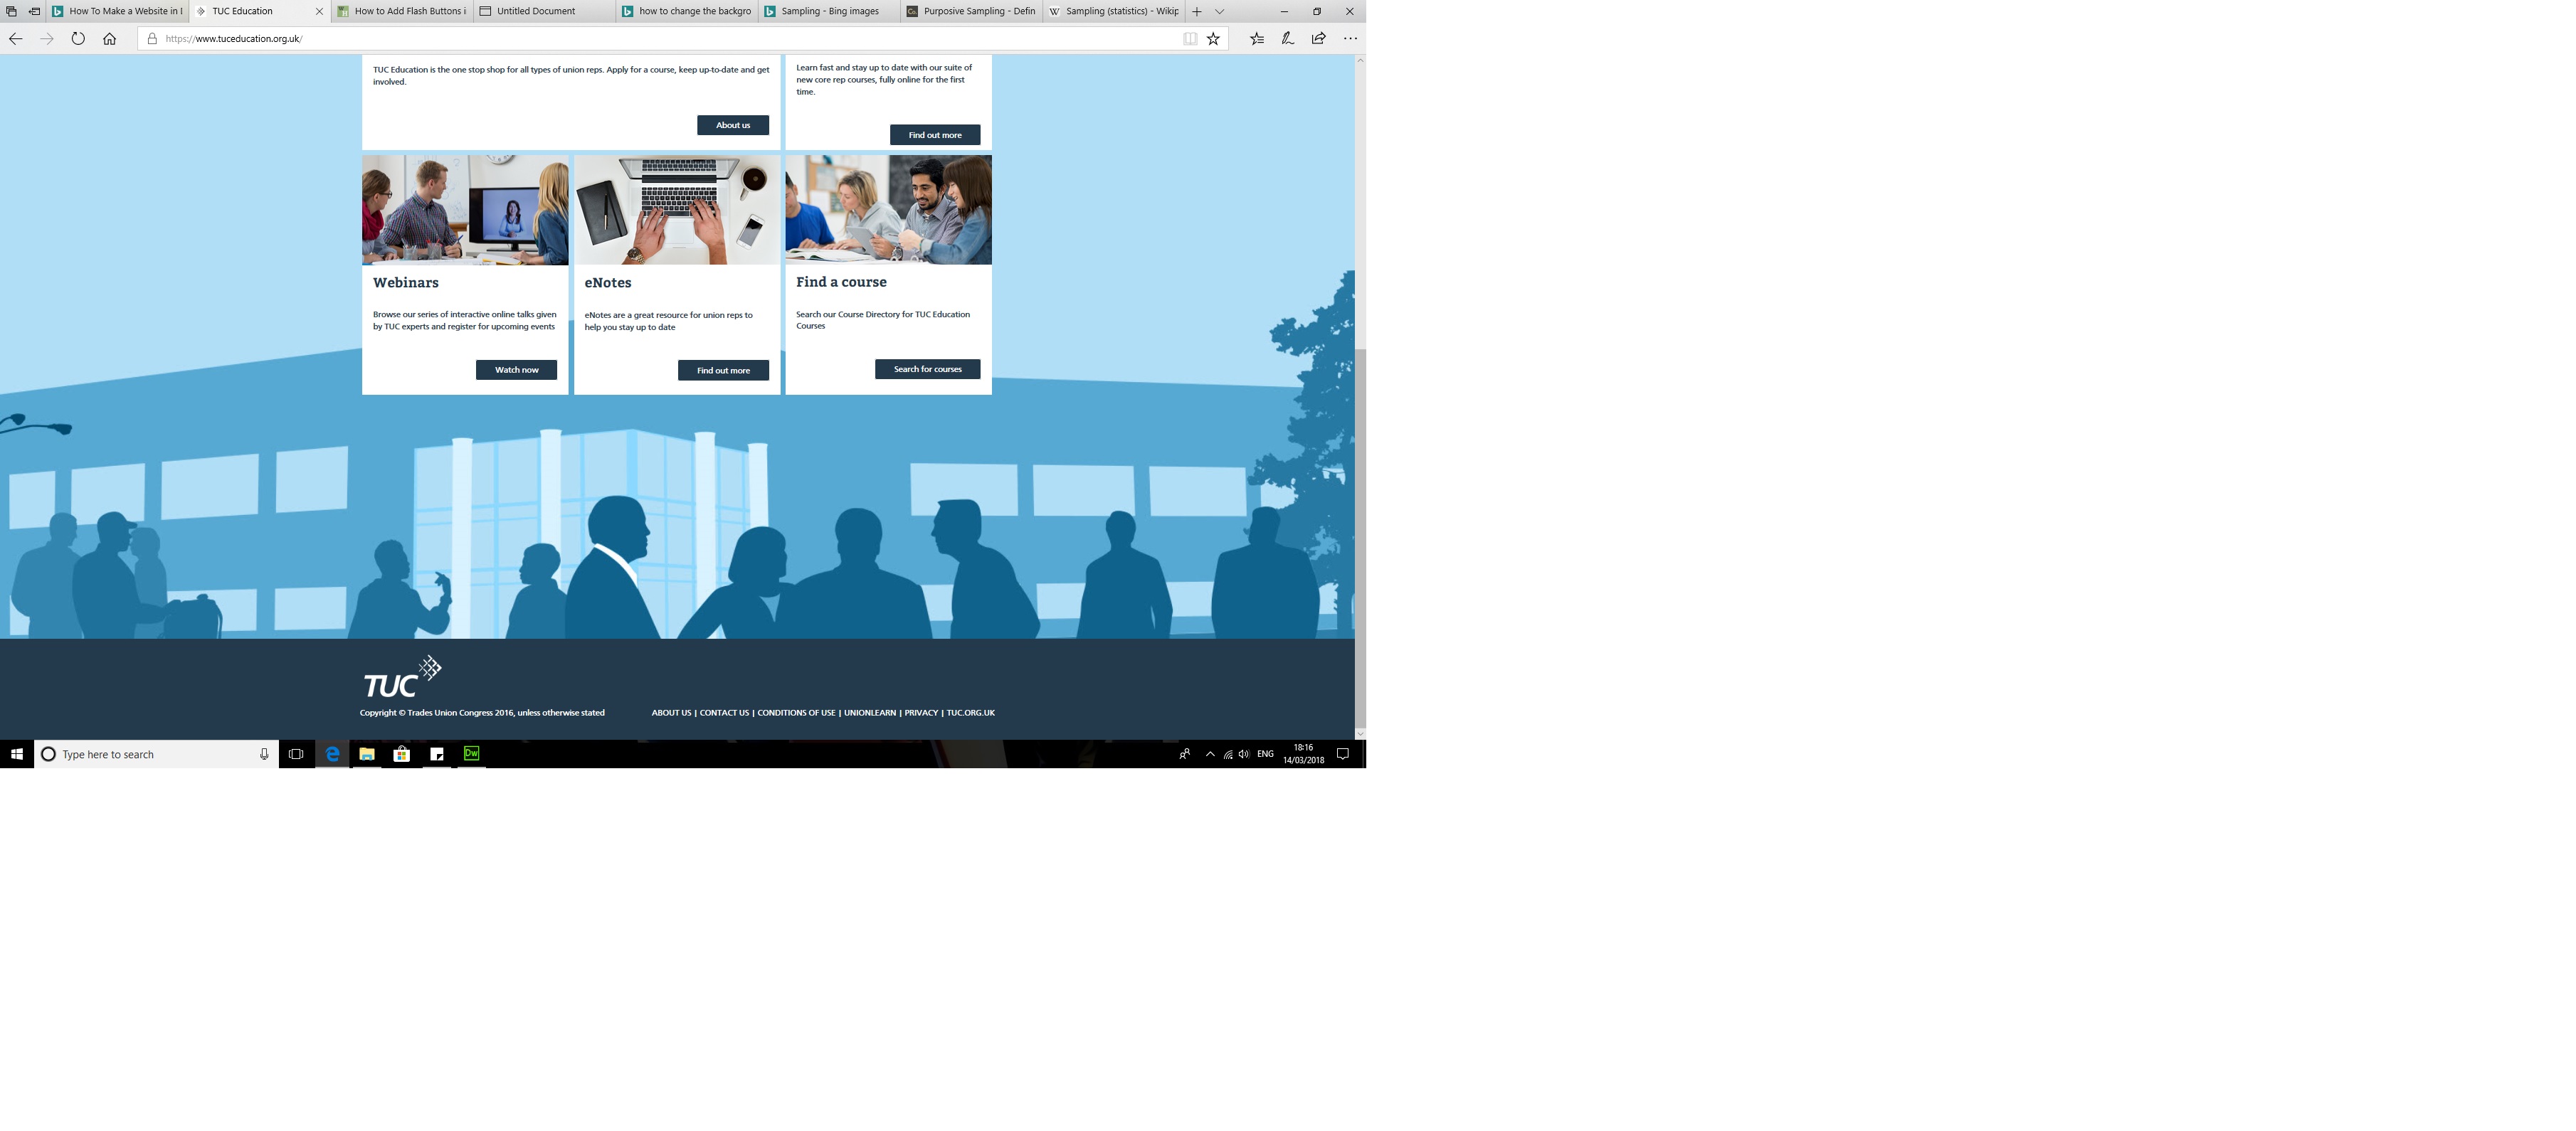 How To Make a Website in
TUC Education
How to Add Flash Buttons i
Untitled Document
how to change the backgro
Sampling - Bing images
Purposive Sampling - Defin
Sampling (statistics) - Wikip
https://www.tuceducation.org.uk/
TUC Education is the one stop shop for all types of union reps. Apply for a course, keep up-to-date and get
involved.
About us
Learn fast and stay up to date with our suite of
new core rep courses, fully online for the first
time.
Find out more
Webinars
Browse our series of interactive online talks given
by TUC experts and register for upcoming events
Watch now
eNotes
eNotes are a great resource for union reps to
help you stay up to date
Find out more
Find a course
Search our Course Directory for TUC Education
Courses
Search for courses
TUC
Copyright © Trades Union Congress 2016, unless otherwise stated
ABOUT US | CONTACT US | CONDITIONS OF USE | UNIONLEARN | PRIVACY | TUC.ORG.UK
Type here to search
Dw
ENG
18:16
14/03/2018